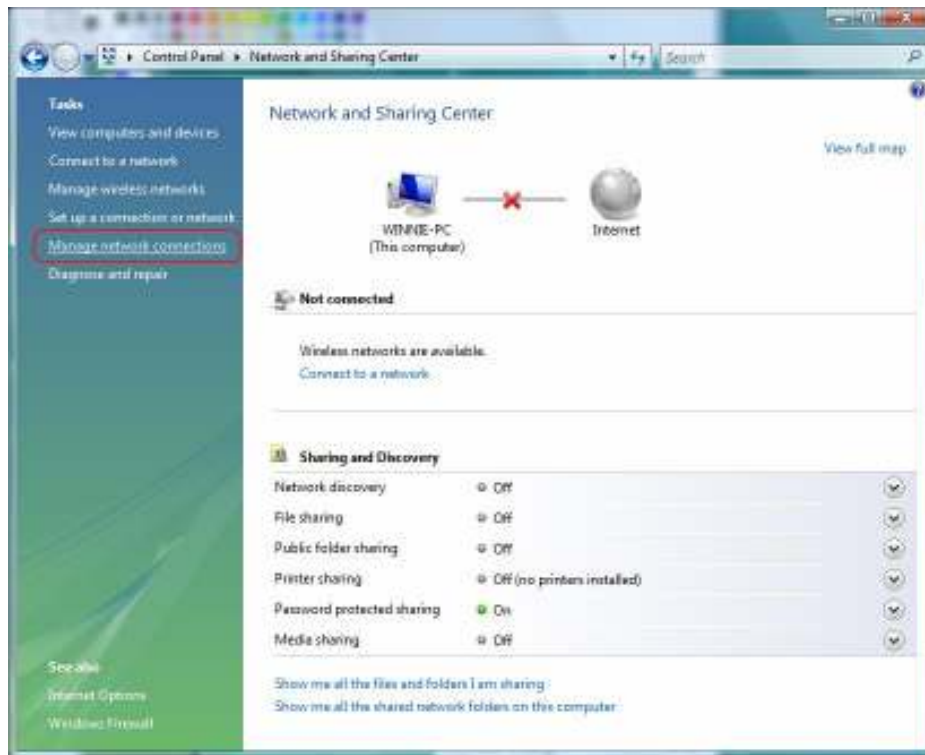 Control Panel Network and Sharing Center
Search
Tasks
View computers and devices
Connect to a network
Manage wireless networks
Set up a connection or network
Manage network connections
Diagnose and repair
See also
Internet Options
Windows Firewall
Network and Sharing Center
View full map
WINNIE-PC
(This computer)
Internet
Not connected
Wireless networks are available.
Connect to a network
Sharing and Discovery
Network discovery Off
File sharing Off
Public folder sharing Off
Printer sharing Off (no printers installed)
Password protected sharing On
Media sharing Off
Show me all the files and folders I am sharing
Show me all the shared network folders on this computer